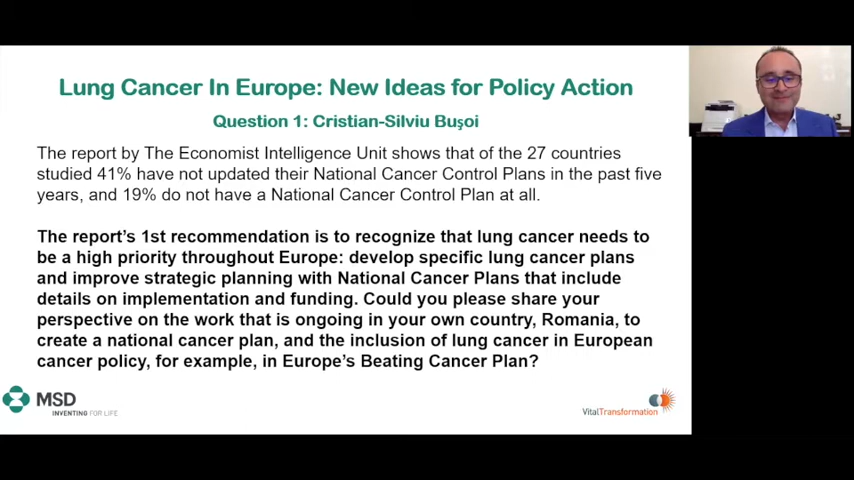 Lung Cancer In Europe: New Ideas for Policy Action
Question 1: Cristian-Silviu Buşoi
The report by The Economist Intelligence Unit shows that of the 27 countries
studied 41% have not updated their National Cancer Control Plans in the past five
years, and 19% do not have a National Cancer Control Plan at all.
The report's 1st recommendation is to recognize that lung cancer needs to
be a high priority throughout Europe: develop specific lung cancer plans
and improve strategic planning with National Cancer Plans that include
details on implementation and funding. Could you please share your
perspective on the work that is ongoing in your own country, Romania, to
create a national cancer plan, and the inclusion of lung cancer in European
cancer policy, for example, in Europe's Beating Cancer Plan?
MSD
INVENTING FOR LIFE
VitalTransformation